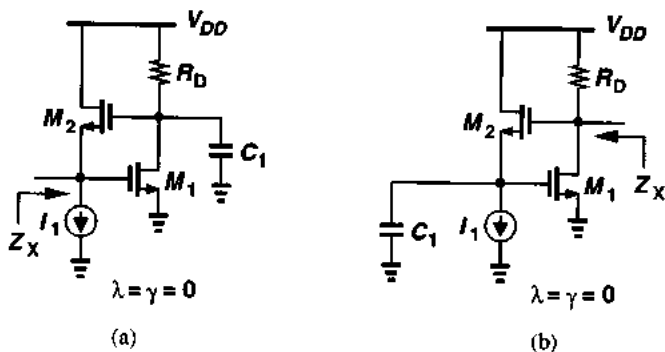 V_DD
R_D
M_2
C_1
M_1
Z_X
I_1
λ = γ = 0
(a)
V_DD
R_D
M_2
Z_X
M_1
C_1
I_1
λ = γ = 0
(b)